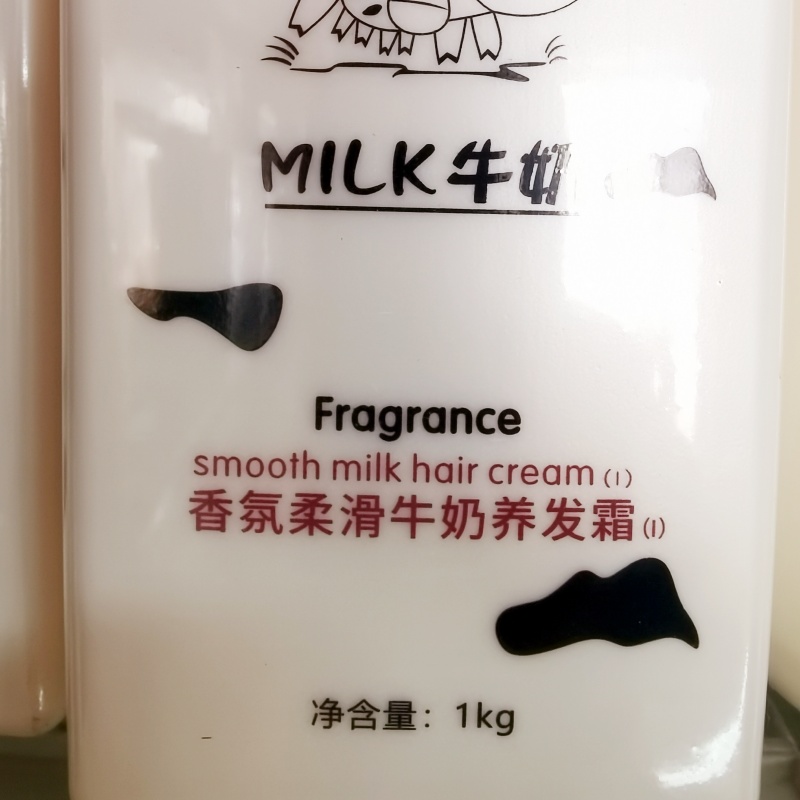 MILK牛奶
Fragrance
smooth milk hair cream (I)
香氛柔滑牛奶养发霜(I)
净含量：1kg